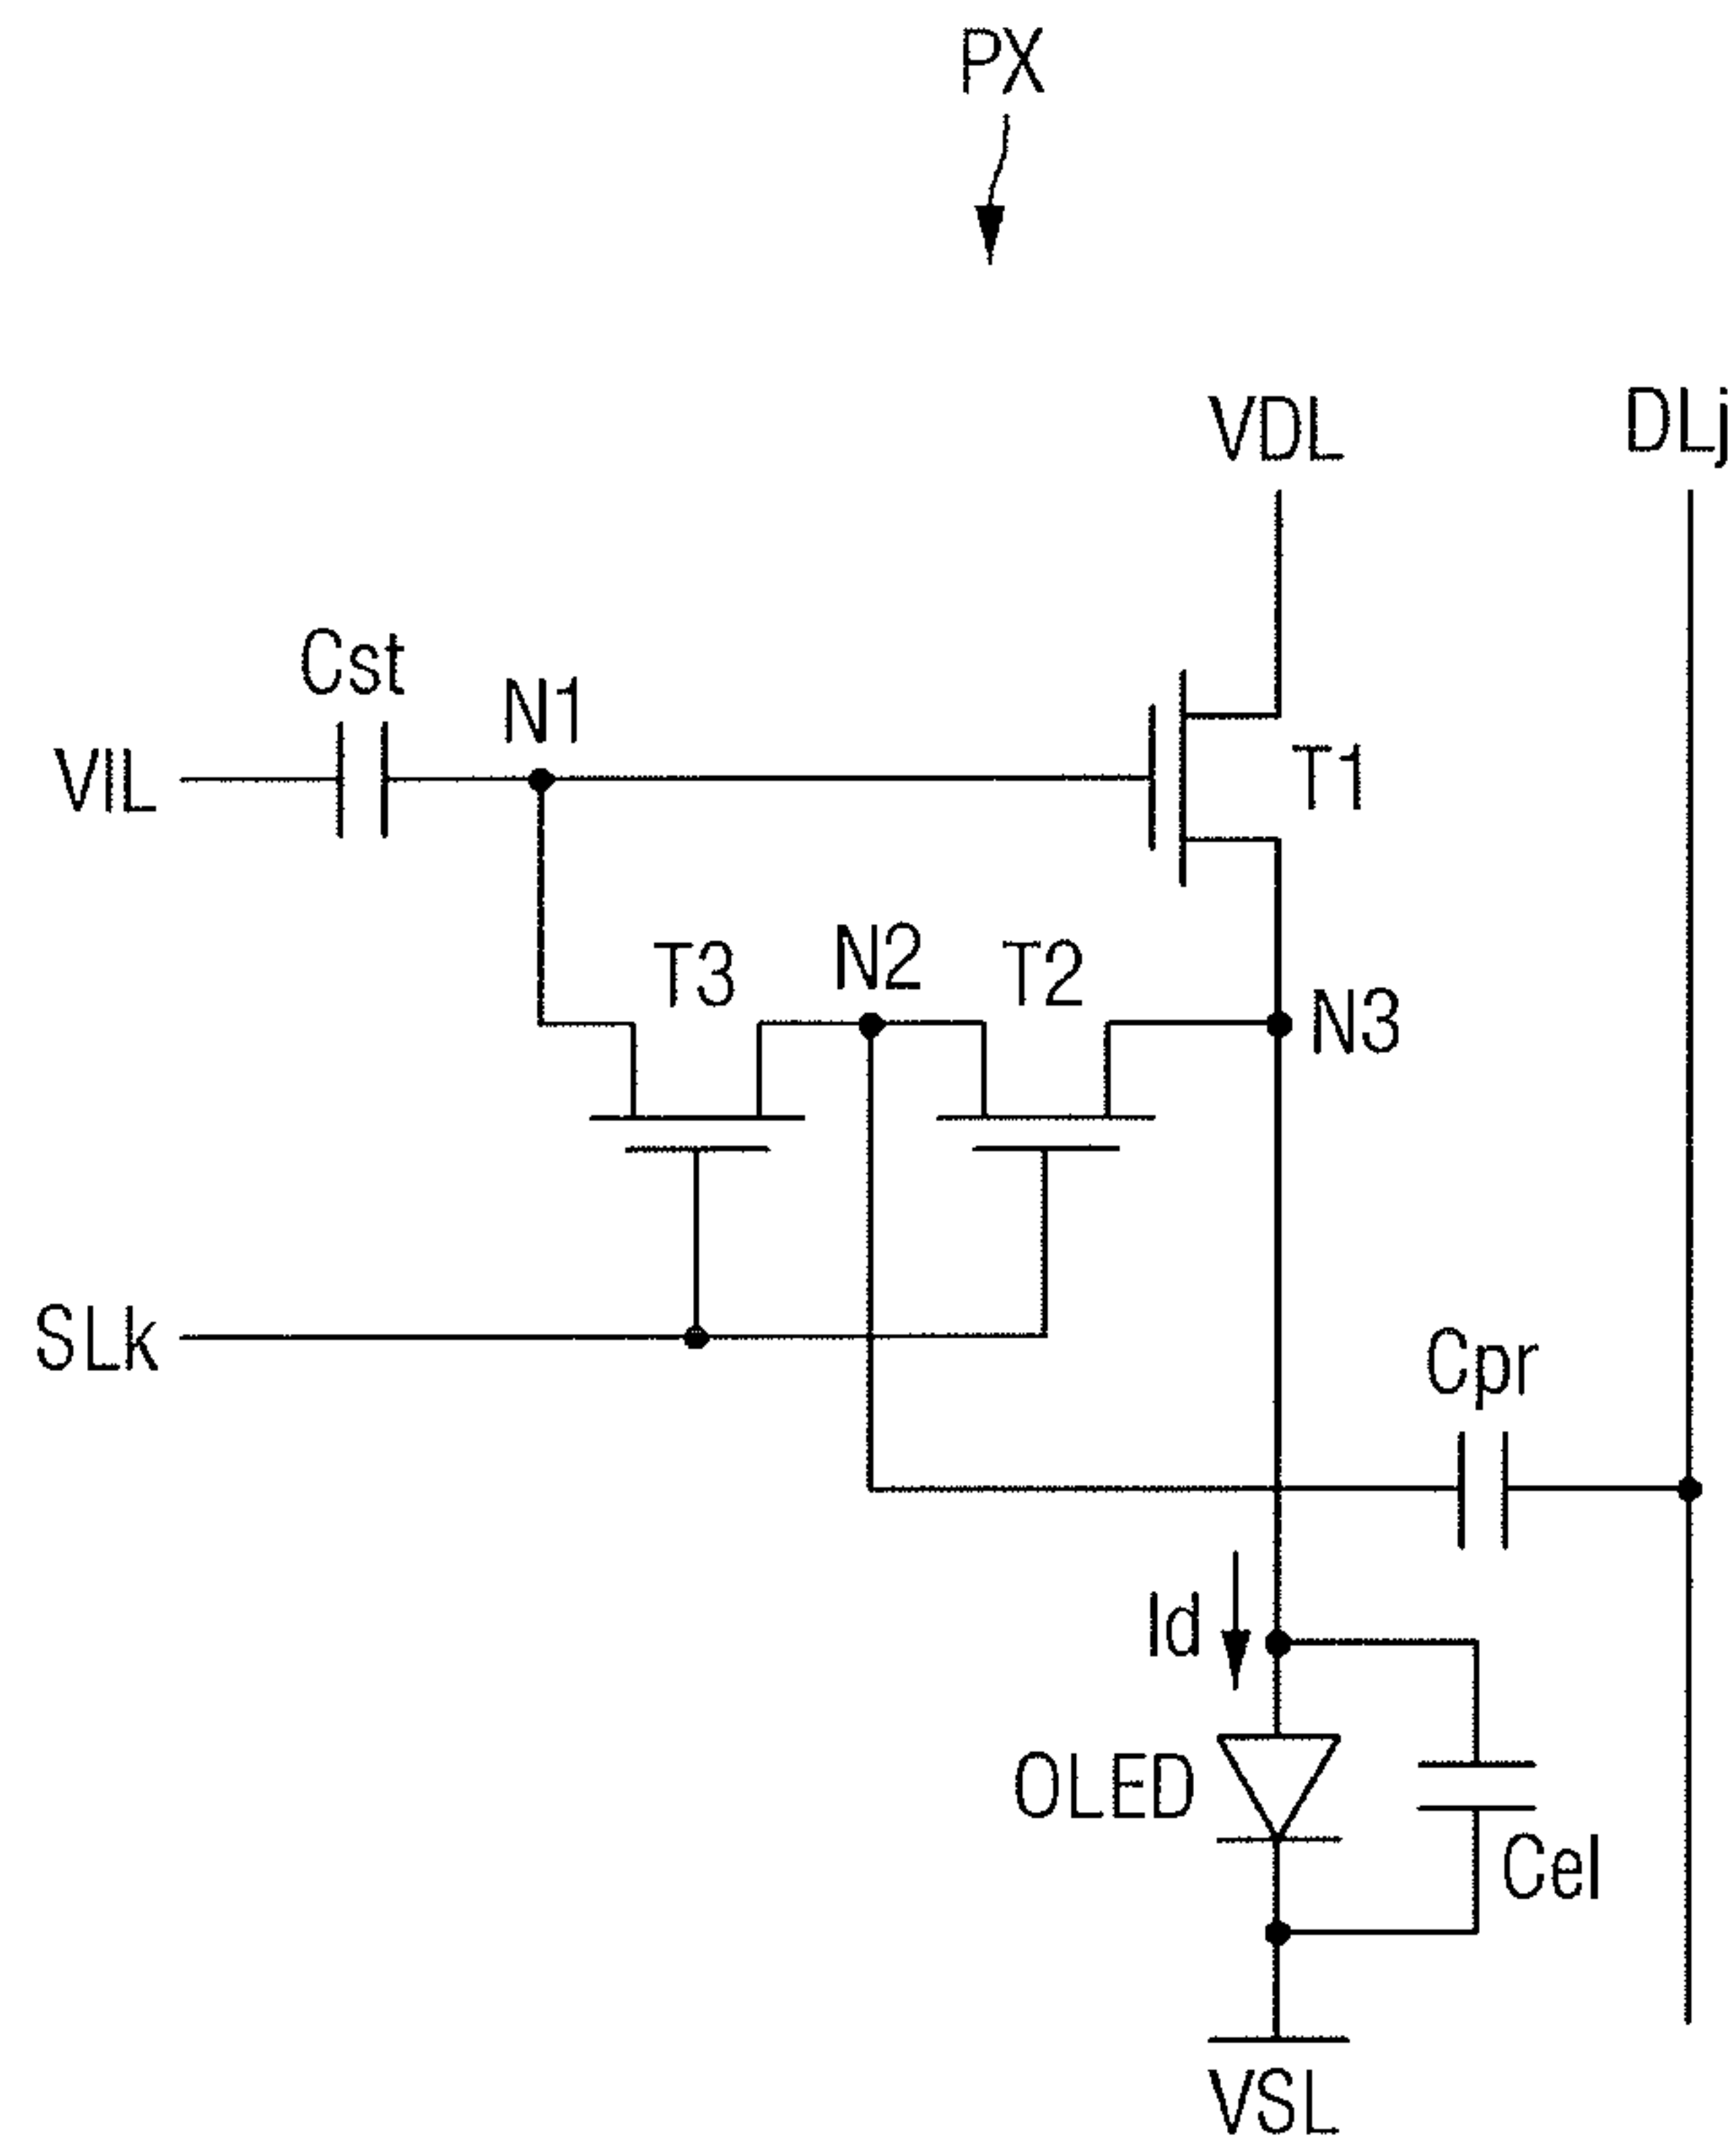 PX
VDL
DLj
Cst
N1
VIL
T1
T3
N2
T2
N3
SLk
Cpr
Id
OLED
Cel
VSL